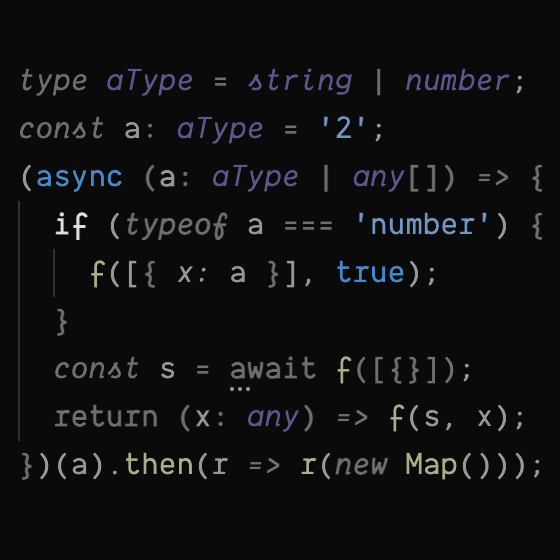 type aType = string | number;
const a: aType = '2';
(async (a: aType | any[]) => {
if (typeof a === 'number') {
f([{ x: a }], true);
}
const s = await f([{}]);
return (x: any) => f(s, x);
})(a).then(r => r(new Map()));